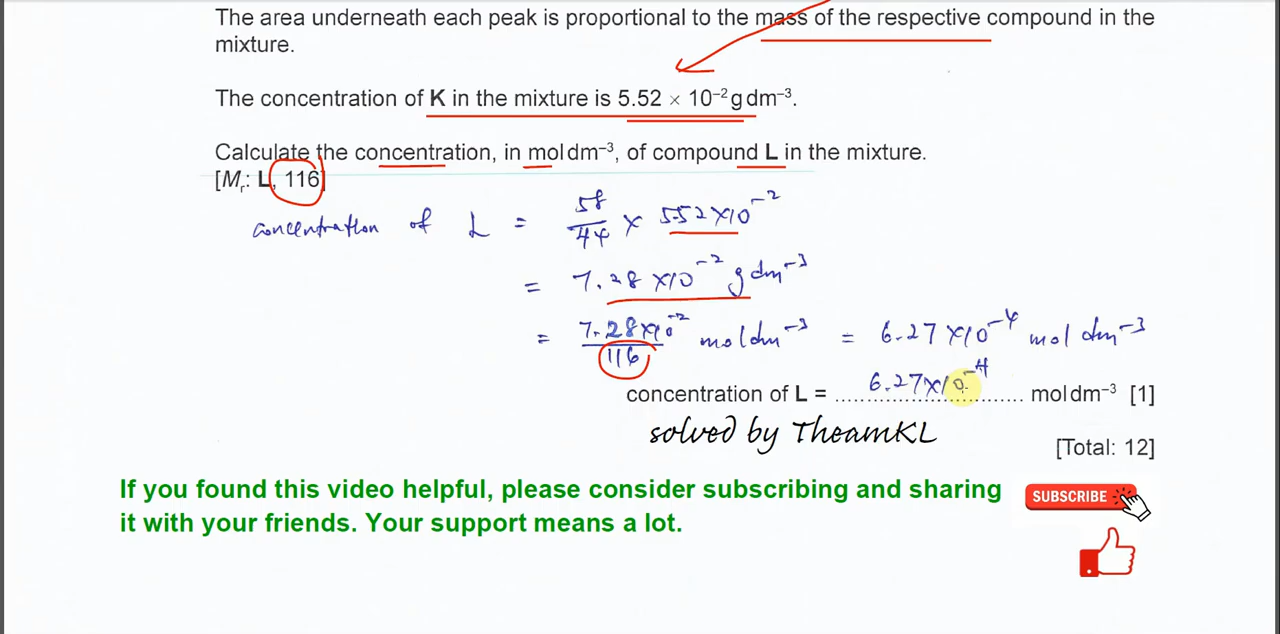 The area underneath each peak is proportional to the mass of the respective compound in the
mixture.
The concentration of K in the mixture is 5.52 × 10⁻² g dm⁻³.
Calculate the concentration, in mol dm⁻³, of compound L in the mixture.
[Mᵣ: L, 116]
concentration of L = 58/44 × 5.52×10⁻²
= 7.28×10⁻² g dm⁻³
= 7.28×10⁻²/116 mol dm⁻³ = 6.27×10⁻⁴ mol dm⁻³
concentration of L = 6.27×10⁻⁴ mol dm⁻³ [1]
solved by TheamKL
[Total: 12]
If you found this video helpful, please consider subscribing and sharing
it with your friends. Your support means a lot.
SUBSCRIBE